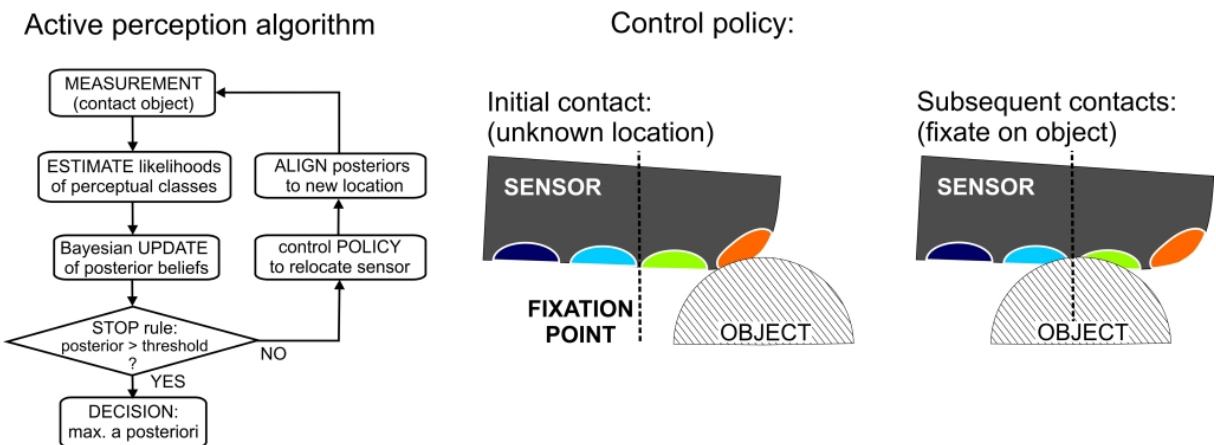 Active perception algorithm
MEASUREMENT
(contact object)
ESTIMATE likelihoods
of perceptual classes
Bayesian UPDATE
of posterior beliefs
STOP rule:
posterior > threshold
?
YES
DECISION:
max. a posteriori
NO
control POLICY
to relocate sensor
ALIGN posteriors
to new location
Control policy:
Initial contact:
(unknown location)
SENSOR
FIXATION
POINT
OBJECT
Subsequent contacts:
(fixate on object)
SENSOR
OBJECT